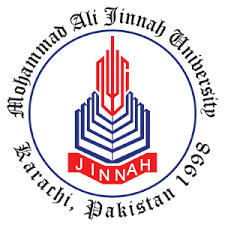 Mohammad Ali Jinnah University
JINNAH
Karachi, Pakistan 1998